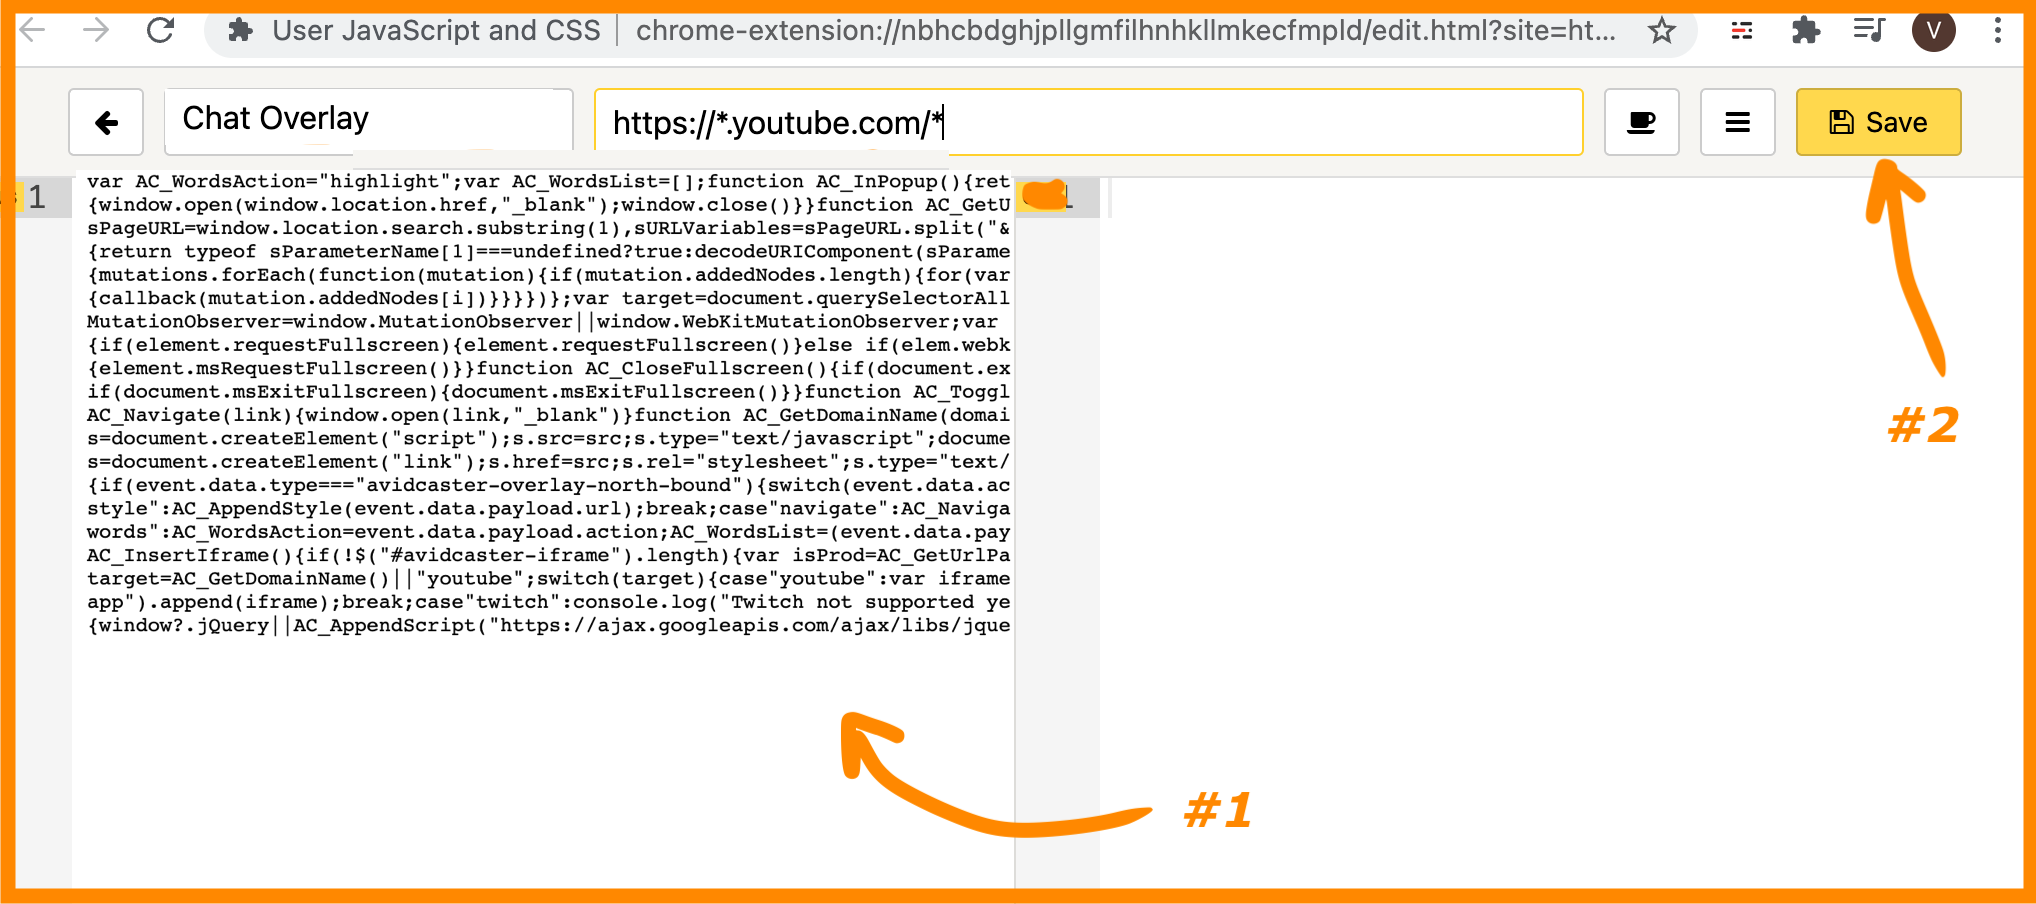 User JavaScript and CSS | chrome-extension://nbhcbdghjpllgmfilhnhkllmkecfmpld/edit.html?site=ht...
V
Chat Overlay
https://*.youtube.com/*
Save
1
var AC_WordsAction="highlight";var AC_WordsList=[];function AC_InPopup(){ret
{window.open(window.location.href,"_blank");window.close()}}function AC_GetU
sPageURL=window.location.search.substring(1),sURLVariables=sPageURL.split("&
{return typeof sParameterName[1]===undefined?true:decodeURIComponent(sParame
{mutations.forEach(function(mutation){if(mutation.addedNodes.length){for(var
{callback(mutation.addedNodes[i])}}}})};var target=document.querySelectorAll
MutationObserver=window.MutationObserver||window.WebKitMutationObserver;var
{if(element.requestFullscreen){element.requestFullscreen()}else if(elem.webk
{element.msRequestFullscreen()}}function AC_CloseFullscreen(){if(document.ex
if(document.msExitFullscreen){document.msExitFullscreen()}}function AC_Toggl
AC_Navigate(link){window.open(link,"_blank")}function AC_GetDomainName(domai
s=document.createElement("script");s.src=src;s.type="text/javascript";docume
s=document.createElement("link");s.href=src;s.rel="stylesheet";s.type="text/
{if(event.data.type==="avidcaster-overlay-north-bound"){switch(event.data.ac
style":AC_AppendStyle(event.data.payload.url);break;case"navigate":AC_Naviga
words":AC_WordsAction=event.data.payload.action;AC_WordsList=(event.data.pay
AC_InsertIframe(){if(!$("#avidcaster-iframe").length){var isProd=AC_GetUrlPa
target=AC_GetDomainName()||"youtube";switch(target){case"youtube":var iframe
app").append(iframe);break;case"twitch":console.log("Twitch not supported ye
{window?.jQuery||AC_AppendScript("https://ajax.googleapis.com/ajax/libs/jque
#2
#1